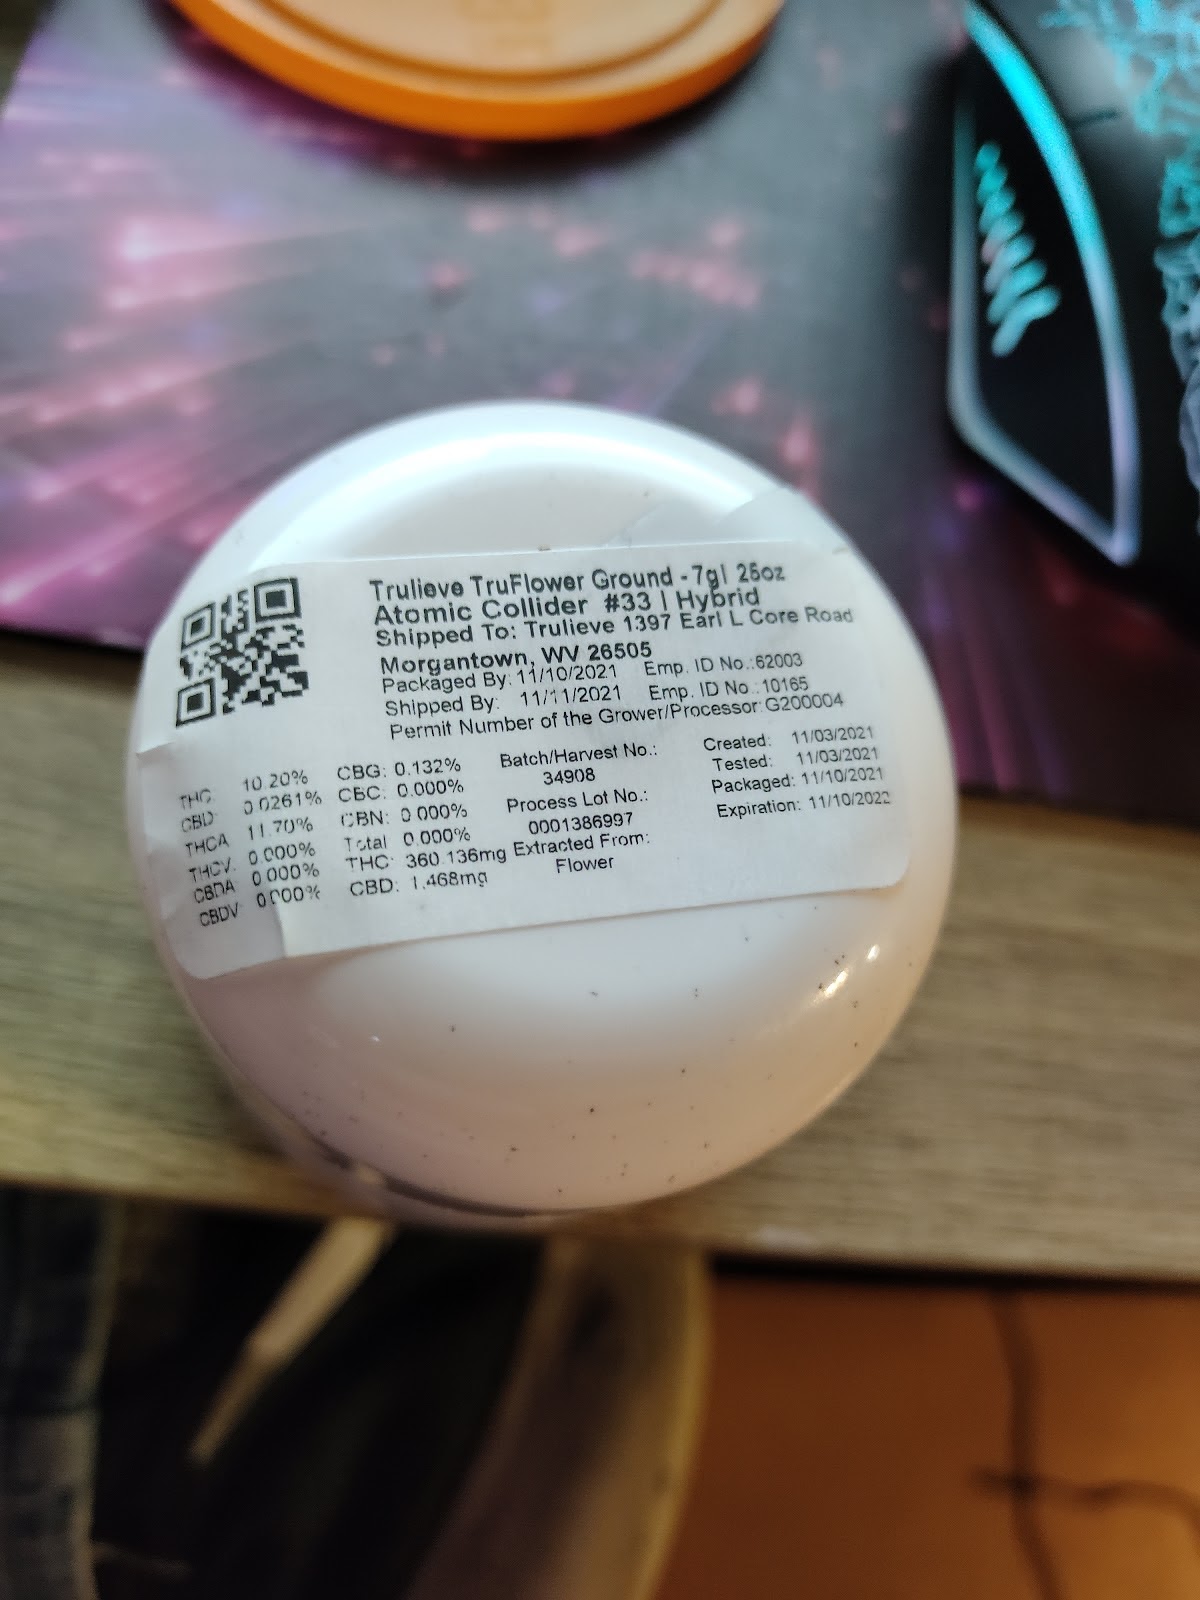 Trulieve TruFlower Ground - 7g| 25oz
Atomic Collider #33 | Hybrid
Shipped To: Trulieve 1397 Earl L Core Road
Morgantown, WV 26505
Packaged By: 11/10/2021 Emp. ID No.:62003
Shipped By: 11/11/2021 Emp. ID No.:10165
Permit Number of the Grower/Processor:G200004
THC: 10.20%
CBD: 0.0261%
THCA 11.70%
THCV: 0.000%
CBDA 0.000%
CBDV 0.000%
CBG: 0.132%
CBC: 0.000%
CBN: 0.000%
Total 0.000%
THC: 360.136mg
CBD: 1.468mg
Batch/Harvest No.:
34908
Process Lot No.:
0001386997
Extracted From:
Flower
Created: 11/03/2021
Tested: 11/03/2021
Packaged: 11/10/2021
Expiration: 11/10/2022